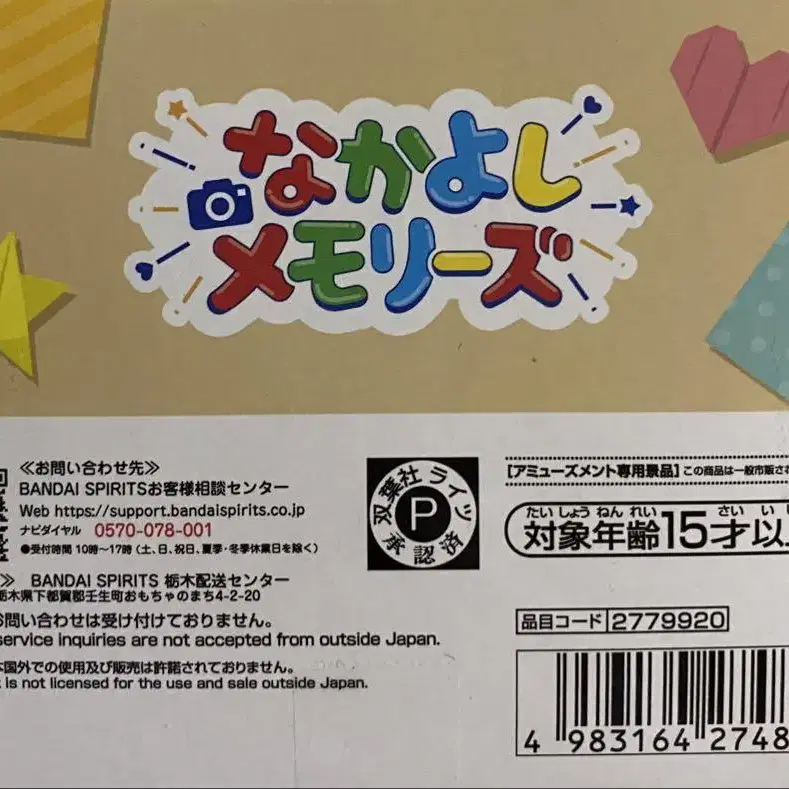 なかよし
メモリーズ
≪お問い合わせ先≫
BANDAI SPIRITSお客様相談センター
Web https://support.bandaispirits.co.jp
ナビダイヤル 0570-078-001
●受付時間 10時〜17時 (土、日、祝日、夏季・冬季休業日を除く)
≫ BANDAI SPIRITS 栃木配送センター
栃木県下都賀郡壬生町おもちゃのまち4-2-20
お問い合わせは受け付けておりません。
service inquiries are not accepted from outside Japan.
本国外での使用及び販売は許諾されておりません。
is not licensed for the use and sale outside Japan.
双葉社 ライツ
P
承認済
[アミューズメント専用景品] この商品は一般市販され
たい しょう ねん れい さい い
対象年齢15才以
品目コード 2779920
4 983164 2748